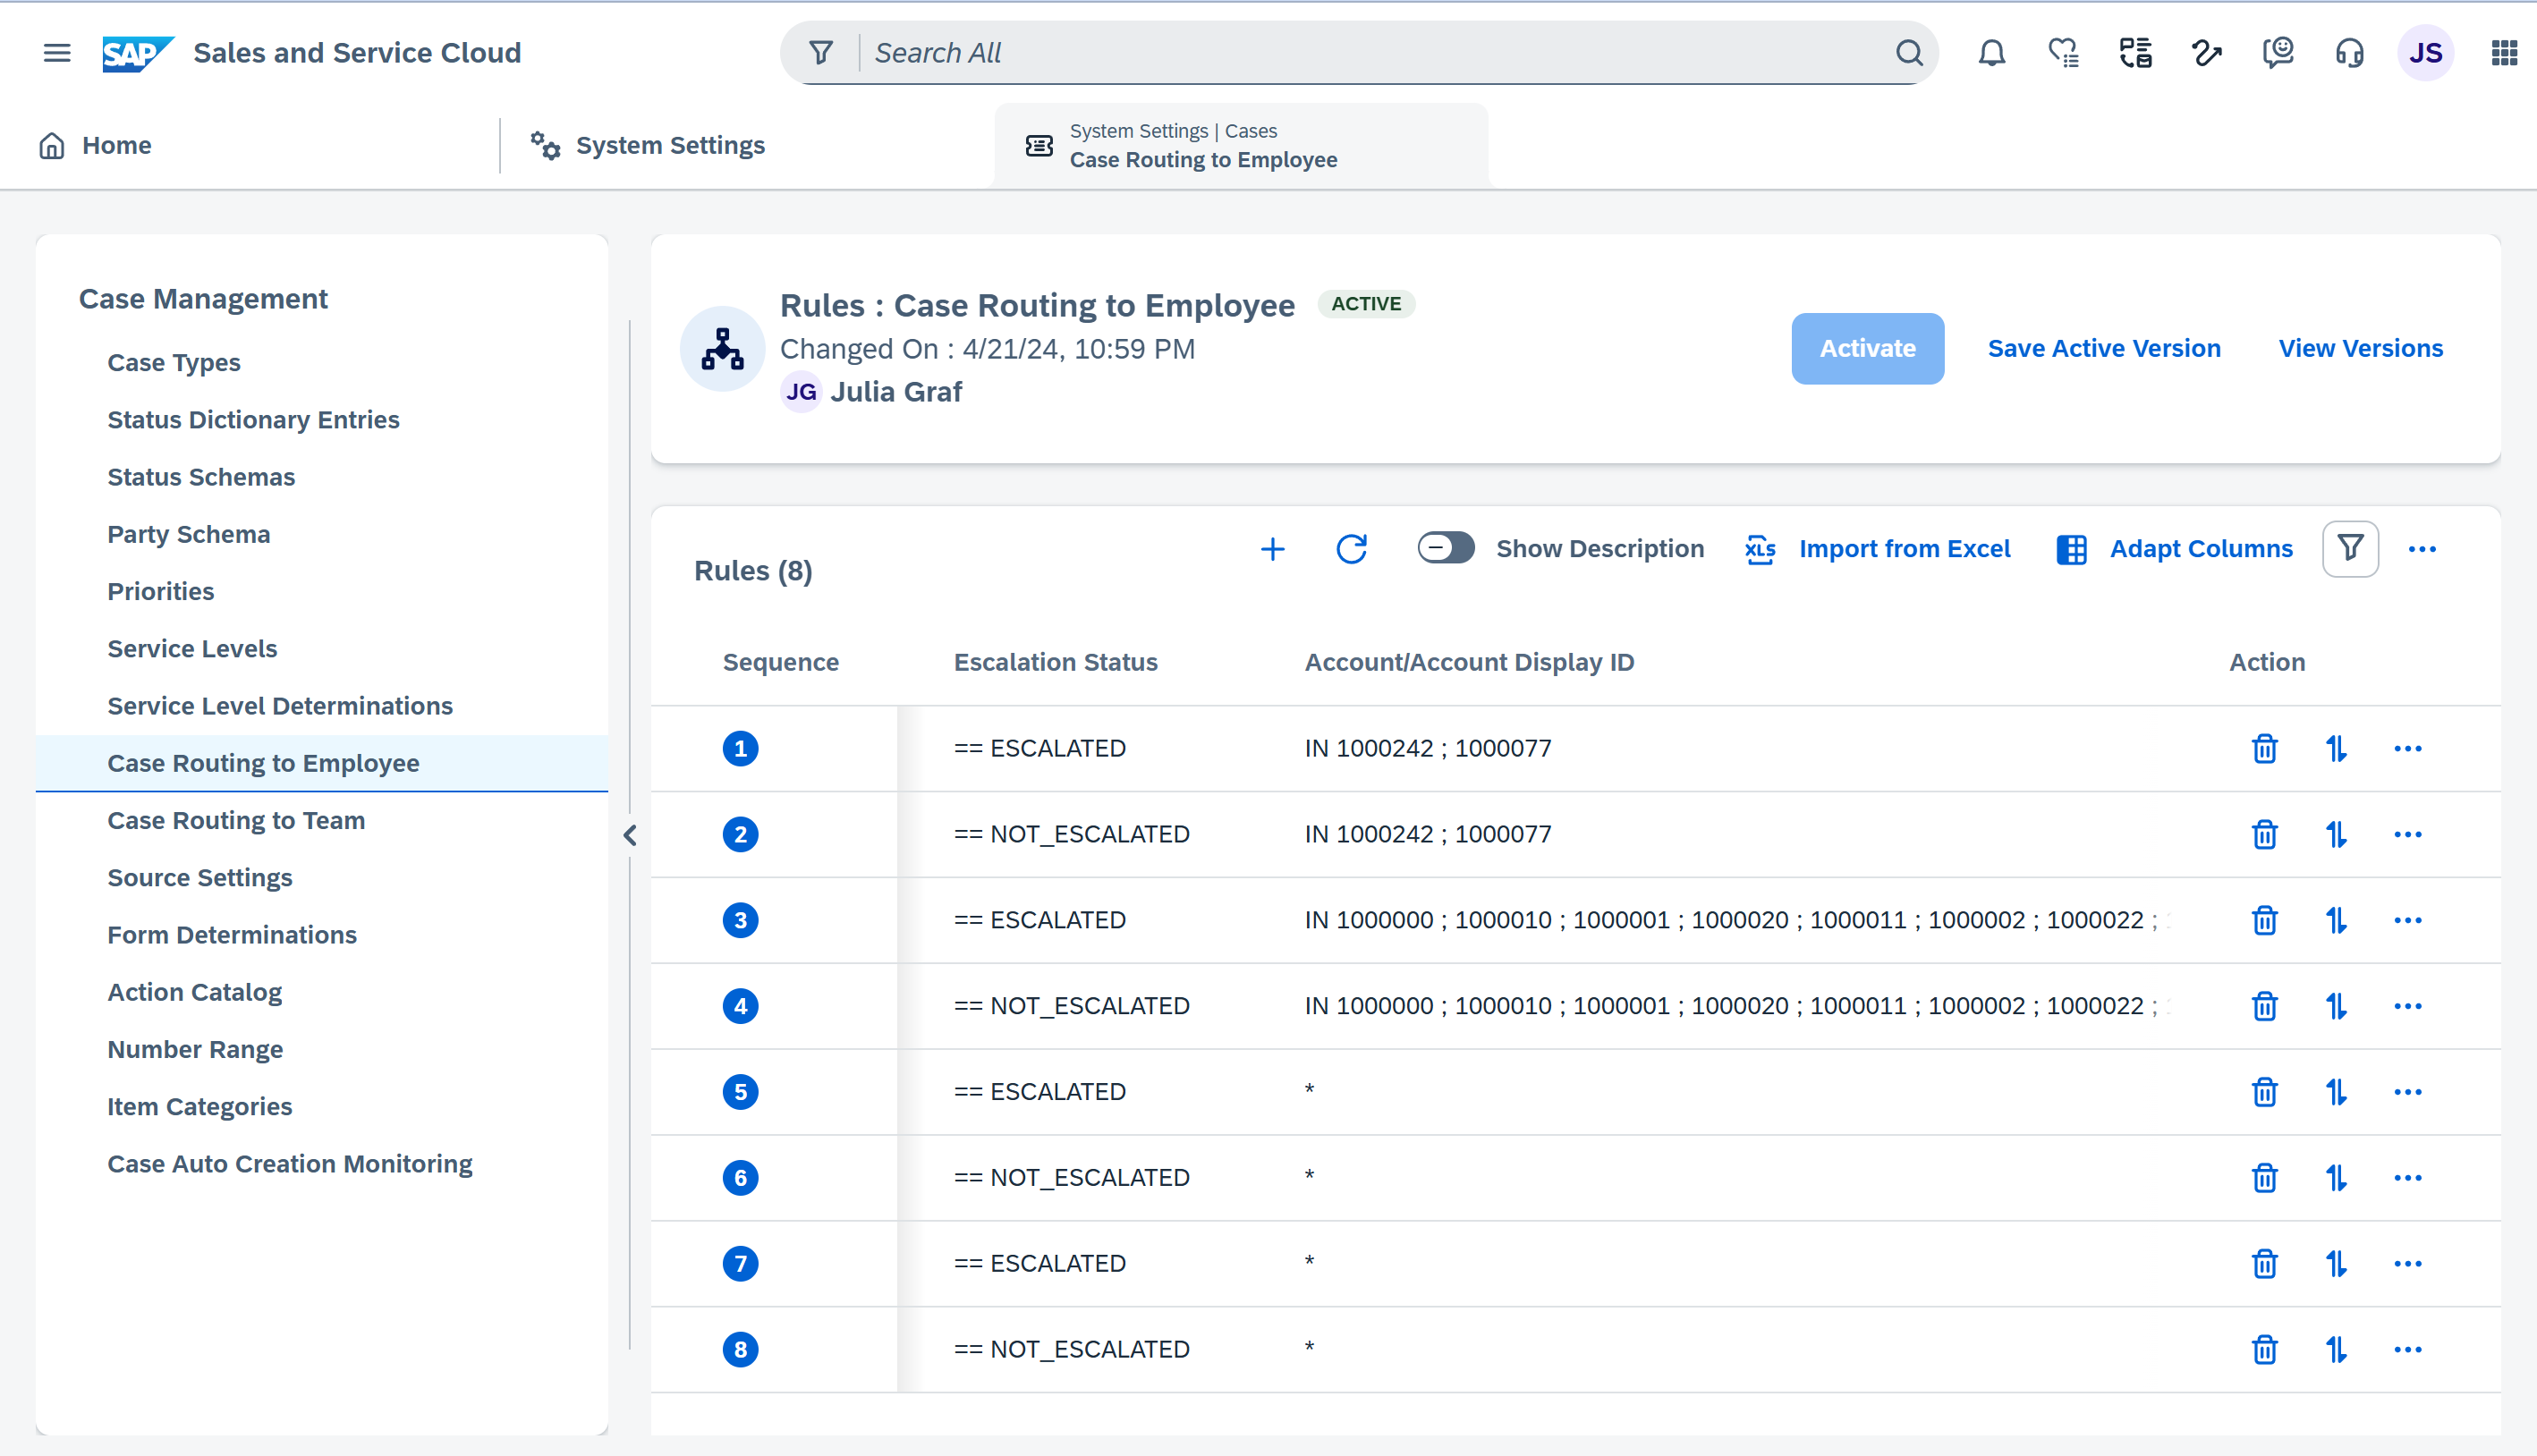 SAP Sales and Service Cloud
Search All
JS
Home
System Settings
System Settings | Cases
Case Routing to Employee
Case Management
Case Types
Status Dictionary Entries
Status Schemas
Party Schema
Priorities
Service Levels
Service Level Determinations
Case Routing to Employee
Case Routing to Team
Source Settings
Form Determinations
Action Catalog
Number Range
Item Categories
Case Auto Creation Monitoring
Rules : Case Routing to Employee ACTIVE
Changed On : 4/21/24, 10:59 PM
JG Julia Graf
Activate
Save Active Version
View Versions
Rules (8)
Show Description
XLS Import from Excel
Adapt Columns
Sequence Escalation Status Account/Account Display ID Action
1 == ESCALATED IN 1000242 ; 1000077
2 == NOT_ESCALATED IN 1000242 ; 1000077
3 == ESCALATED IN 1000000 ; 1000010 ; 1000001 ; 1000020 ; 1000011 ; 1000002 ; 1000022 ;
4 == NOT_ESCALATED IN 1000000 ; 1000010 ; 1000001 ; 1000020 ; 1000011 ; 1000002 ; 1000022 ;
5 == ESCALATED *
6 == NOT_ESCALATED *
7 == ESCALATED *
8 == NOT_ESCALATED *